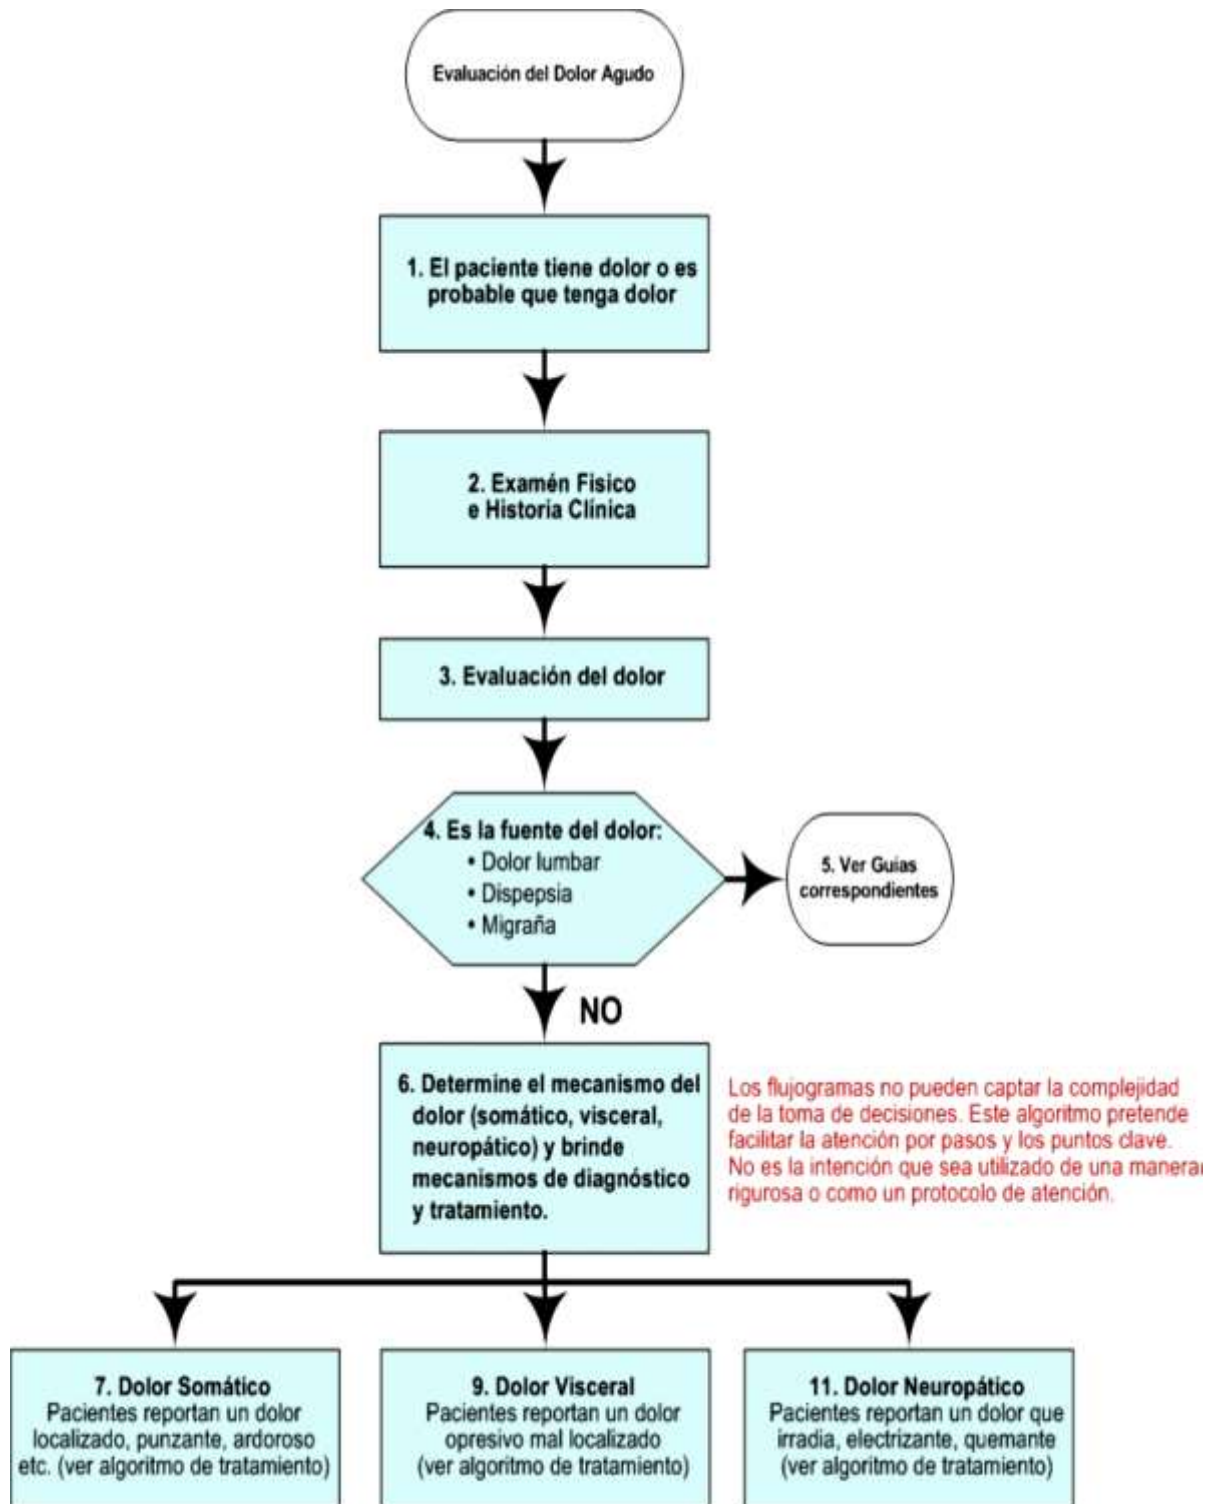 Evaluación del Dolor Agudo
1. El paciente tiene dolor o es
probable que tenga dolor
2. Examén Fisico
e Historia Clínica
3. Evaluación del dolor
4. Es la fuente del dolor:
• Dolor lumbar
• Dispepsia
• Migraña
5. Ver Guias
correspondientes
NO
6. Determine el mecanismo del
dolor (somático, visceral,
neuropático) y brinde
mecanismos de diagnóstico
y tratamiento.
Los flujogramas no pueden captar la complejidad
de la toma de decisiones. Este algoritmo pretende
facilitar la atención por pasos y los puntos clave.
No es la intención que sea utilizado de una manera
rigurosa o como un protocolo de atención.
7. Dolor Somático
Pacientes reportan un dolor
localizado, punzante, ardoroso
etc. (ver algoritmo de tratamiento)
9. Dolor Visceral
Pacientes reportan un dolor
opresivo mal localizado
(ver algoritmo de tratamiento)
11. Dolor Neuropático
Pacientes reportan un dolor que
irradia, electrizante, quemante
(ver algoritmo de tratamiento)